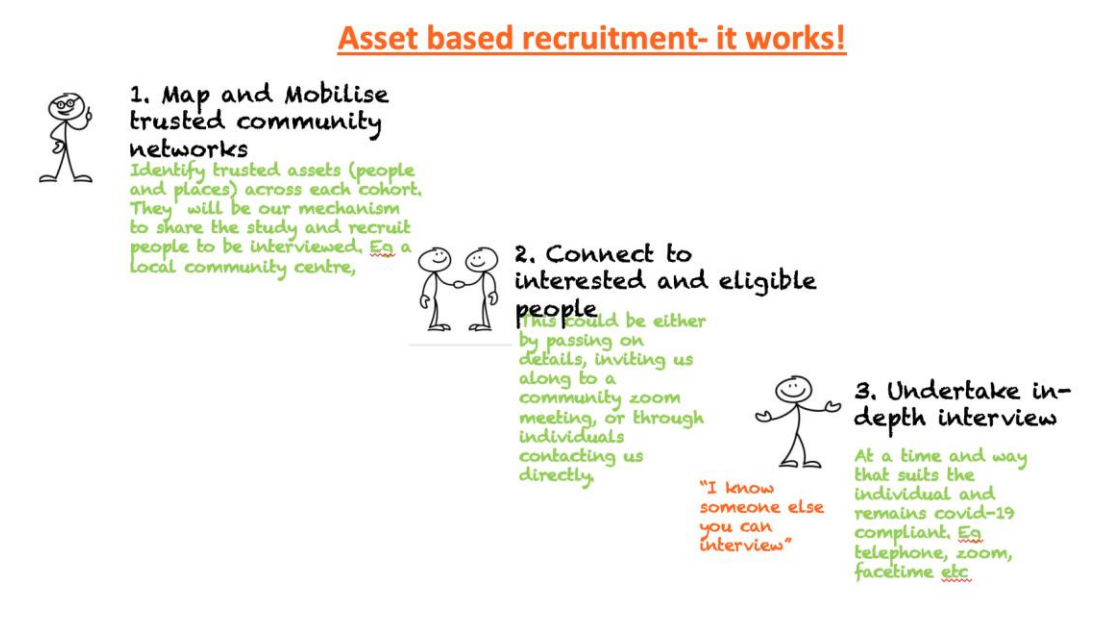 Asset based recruitment- it works!
1. Map and Mobilise
trusted community
networks
Identify trusted assets (people
and places) across each cohort.
They will be our mechanism
to share the study and recruit
people to be interviewed. Eg a
local community centre,
2. Connect to
interested and eligible
people
This could be either
by passing on
details, inviting us
along to a
community zoom
meeting, or through
individuals
contacting us
directly.
3. Undertake in-
depth interview
At a time and way
that suits the
individual and
remains covid-19
compliant. Eg
telephone, zoom,
facetime etc
"I know
someone else
you can
interview"